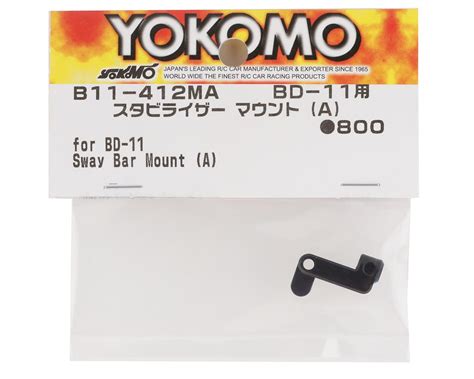 YOKOMO
YOKOMO
JAPAN'S LEADING R/C CAR MANUFACTURER & EXPORTER SINCE 1965
WORLD WIDE THE FINEST R/C CAR RACING PRODUCTS
B11-412MA BD-11用
スタビライザー マウント (A)
●800
for BD-11
Sway Bar Mount (A)